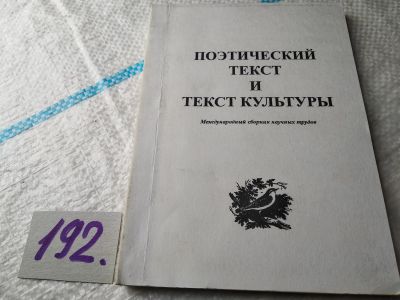 ПОЭТИЧЕСКИЙ
ТЕКСТ
И
ТЕКСТ КУЛЬТУРЫ
Международный сборник научных трудов
192.